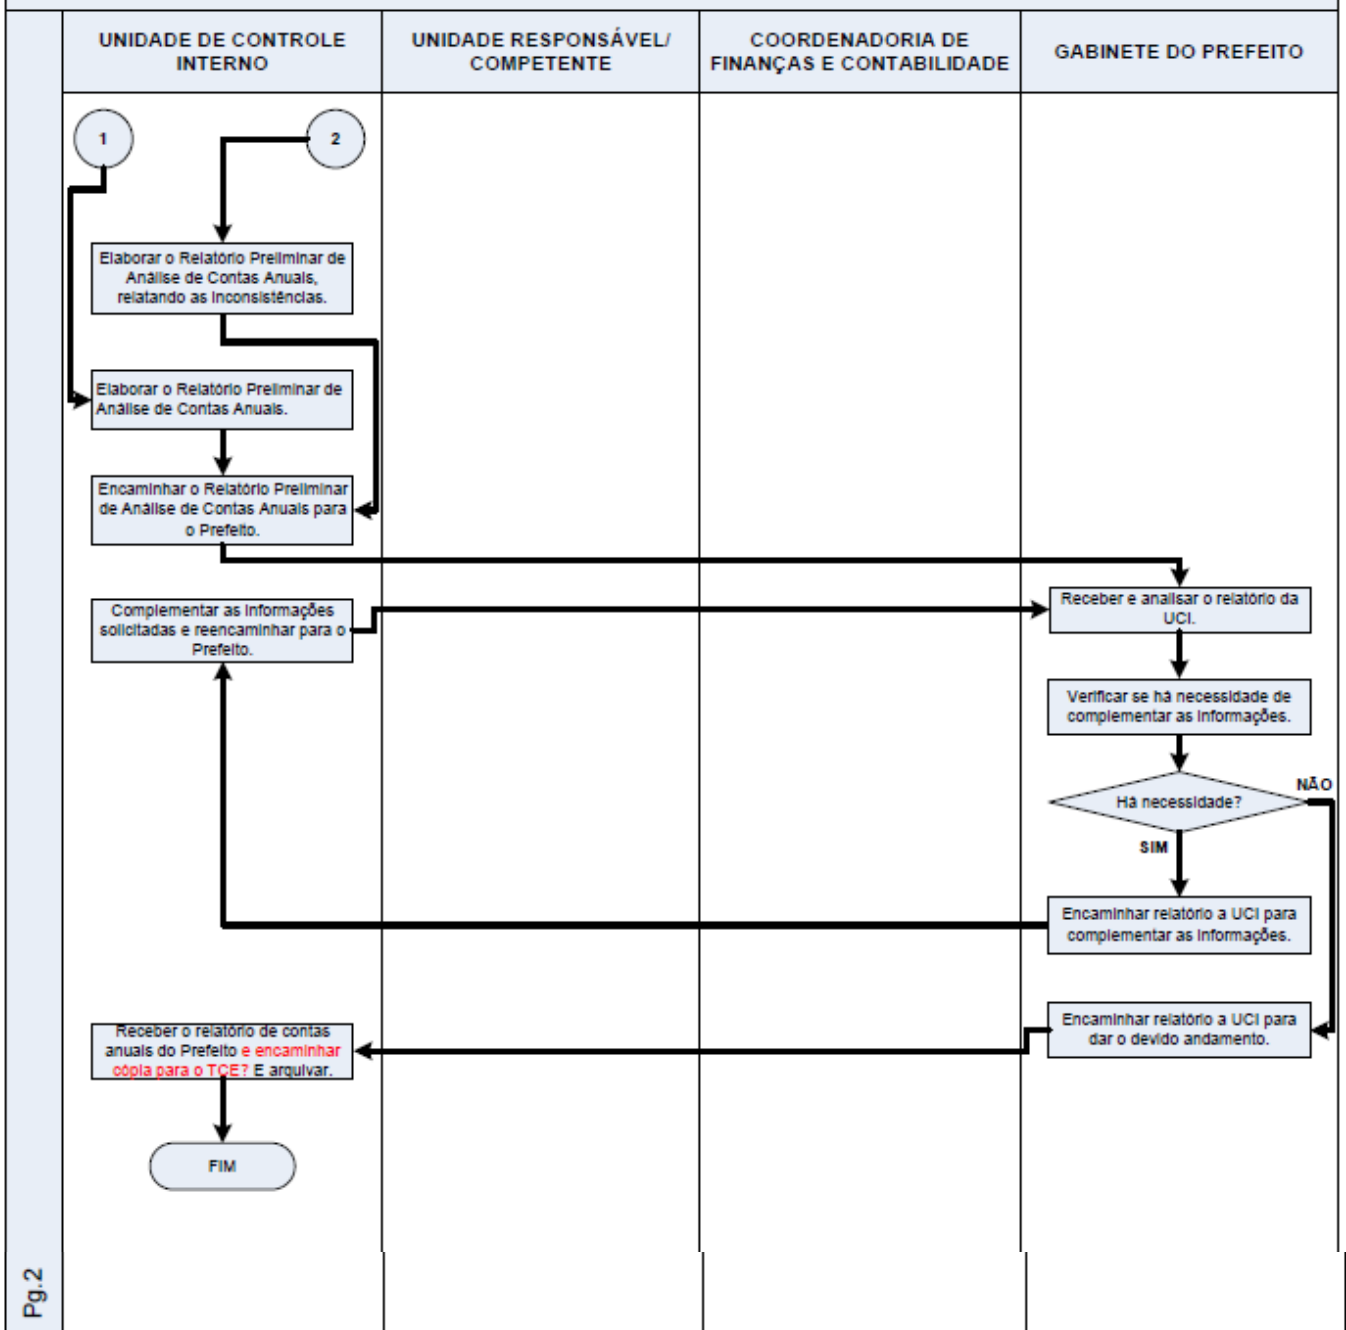 UNIDADE DE CONTROLE
INTERNO
UNIDADE RESPONSÁVEL/
COMPETENTE
COORDENADORIA DE
FINANÇAS E CONTABILIDADE
GABINETE DO PREFEITO
1
2
Elaborar o Relatório Preliminar de
Análise de Contas Anuais,
relatando as Inconsistências.
Elaborar o Relatório Preliminar de
Análise de Contas Anuais.
Encaminhar o Relatório Preliminar
de Análise de Contas Anuais para
o Prefeito.
Complementar as Informações
solicitadas e reencaminhar para o
Prefeito.
Receber e analisar o relatório da
UCI.
Verificar se há necessidade de
complementar as Informações.
NÃO
Há necessidade?
SIM
Encaminhar relatório a UCI para
complementar as Informações.
Encaminhar relatório a UCI para
dar o devido andamento.
Receber o relatório de contas
anuais do Prefeito e encaminhar
cópia para o TCE? E arquivar.
FIM
Pg.2